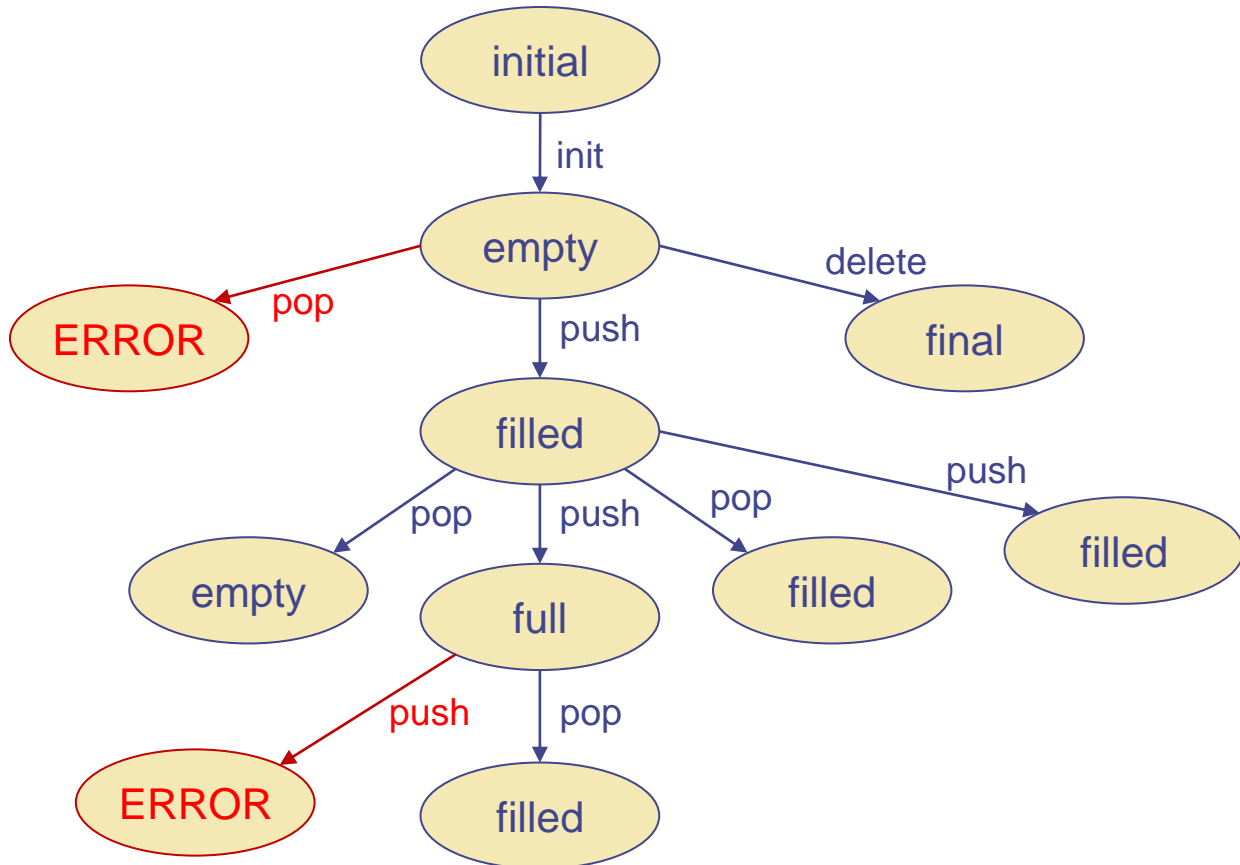 initial
init
empty
delete
pop
push
ERROR
final
filled
push
pop
push
pop
filled
empty
full
filled
push
pop
ERROR
filled